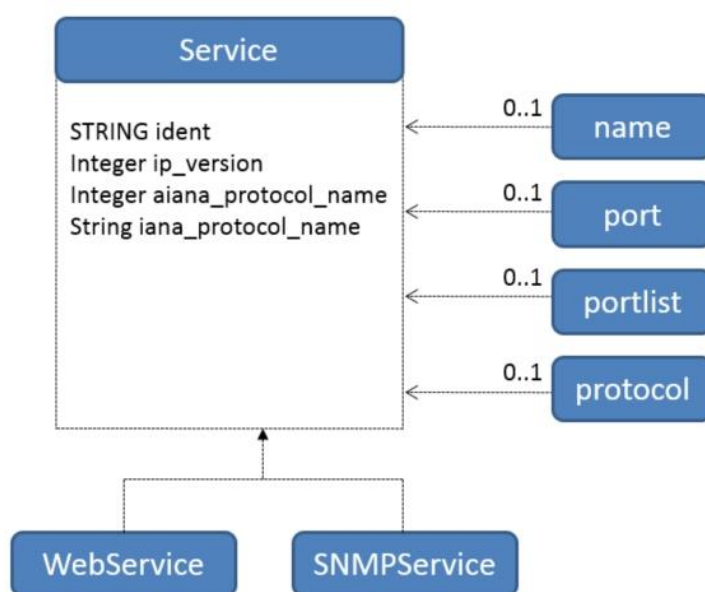 Service
STRING ident
Integer ip_version
Integer aiana_protocol_name
String iana_protocol_name
0..1
name
0..1
port
0..1
portlist
0..1
protocol
WebService
SNMPService